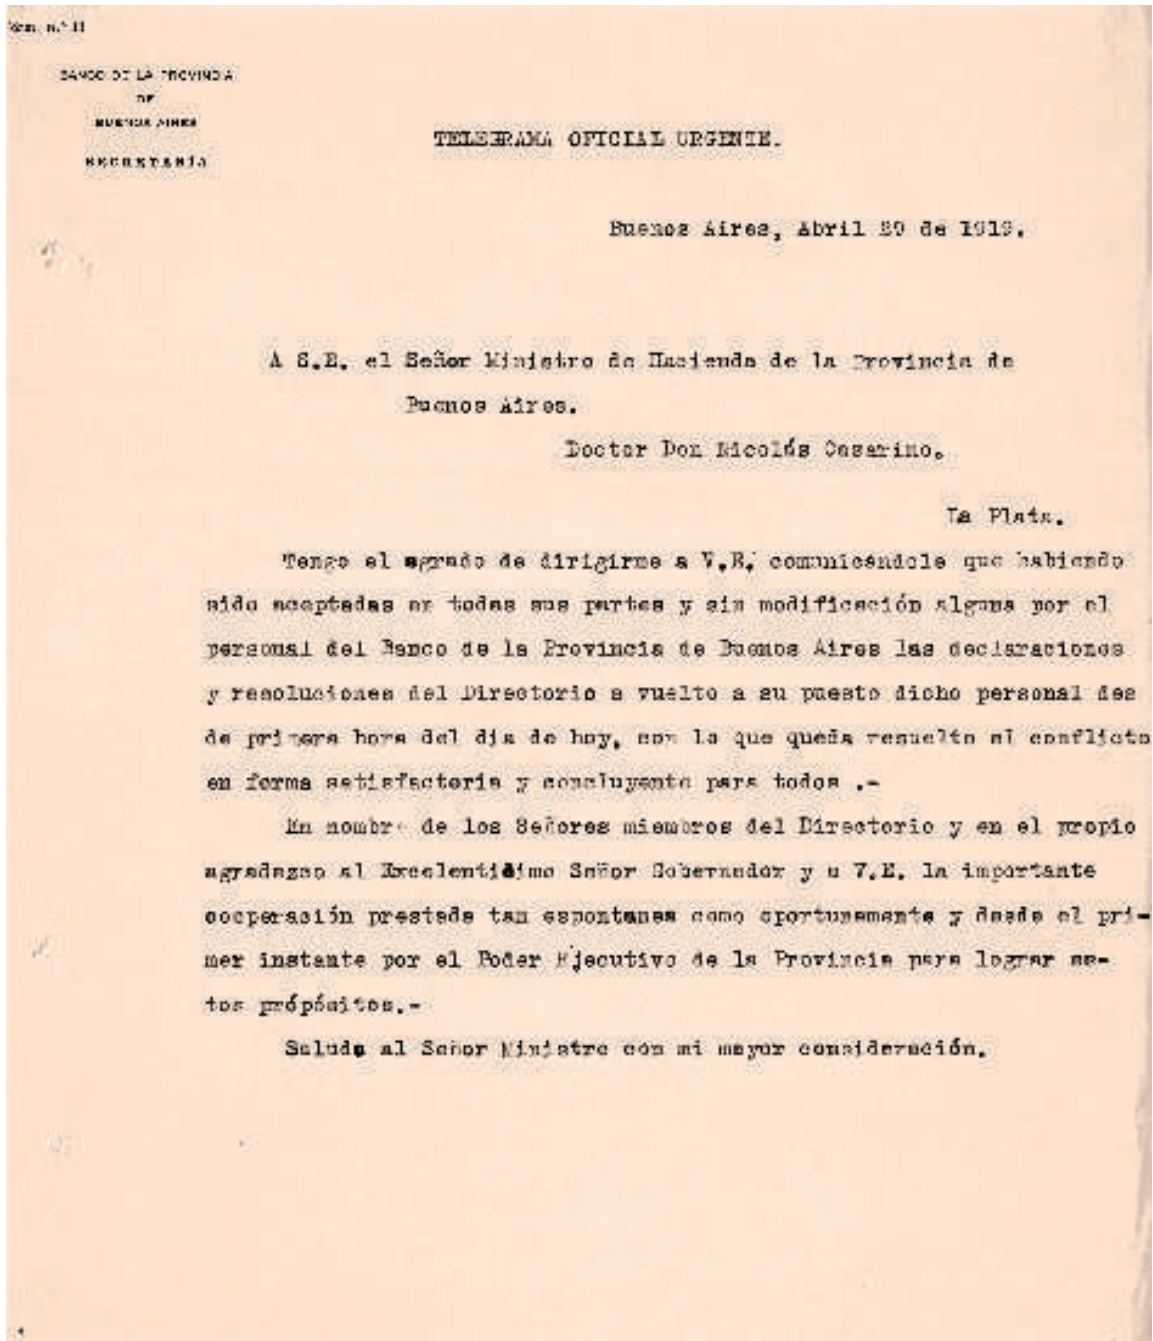 n.º 11
BANCO DE LA PROVINCIA
DE
BUENOS AIRES
SECRETARÍA
TELEGRAMA OFICIAL URGENTE.
Buenos Aires, Abril de 1919.
A S.E. el Señor Ministro de Hacienda de la Provincia de
Buenos Aires.
Doctor Don Nicolás Casarino.
La Plata.
Tengo el agrado de dirigirme a V.E. comunicándole que habiendo
sido aceptadas en todas sus partes y sin modificación alguna por el
personal del Banco de la Provincia de Buenos Aires las declaraciones
y resoluciones del Directorio a vuelto a su puesto dicho personal des
de primera hora del dia de hoy, con lo que queda resuelto el conflicto
en forma satisfactoria y concluyente para todos .-
En nombre de los Señores miembros del Directorio y en el propio
agradezco al Excelentísimo Señor Gobernador y a V.E. la importante
cooperación prestada tan espontanea como oportunamente y desde el pri-
mer instante por el Poder Ejecutivo de la Provincia para lograr es-
tos própósitos.-
Saludo al Señor Ministro con mi mayor consideración.